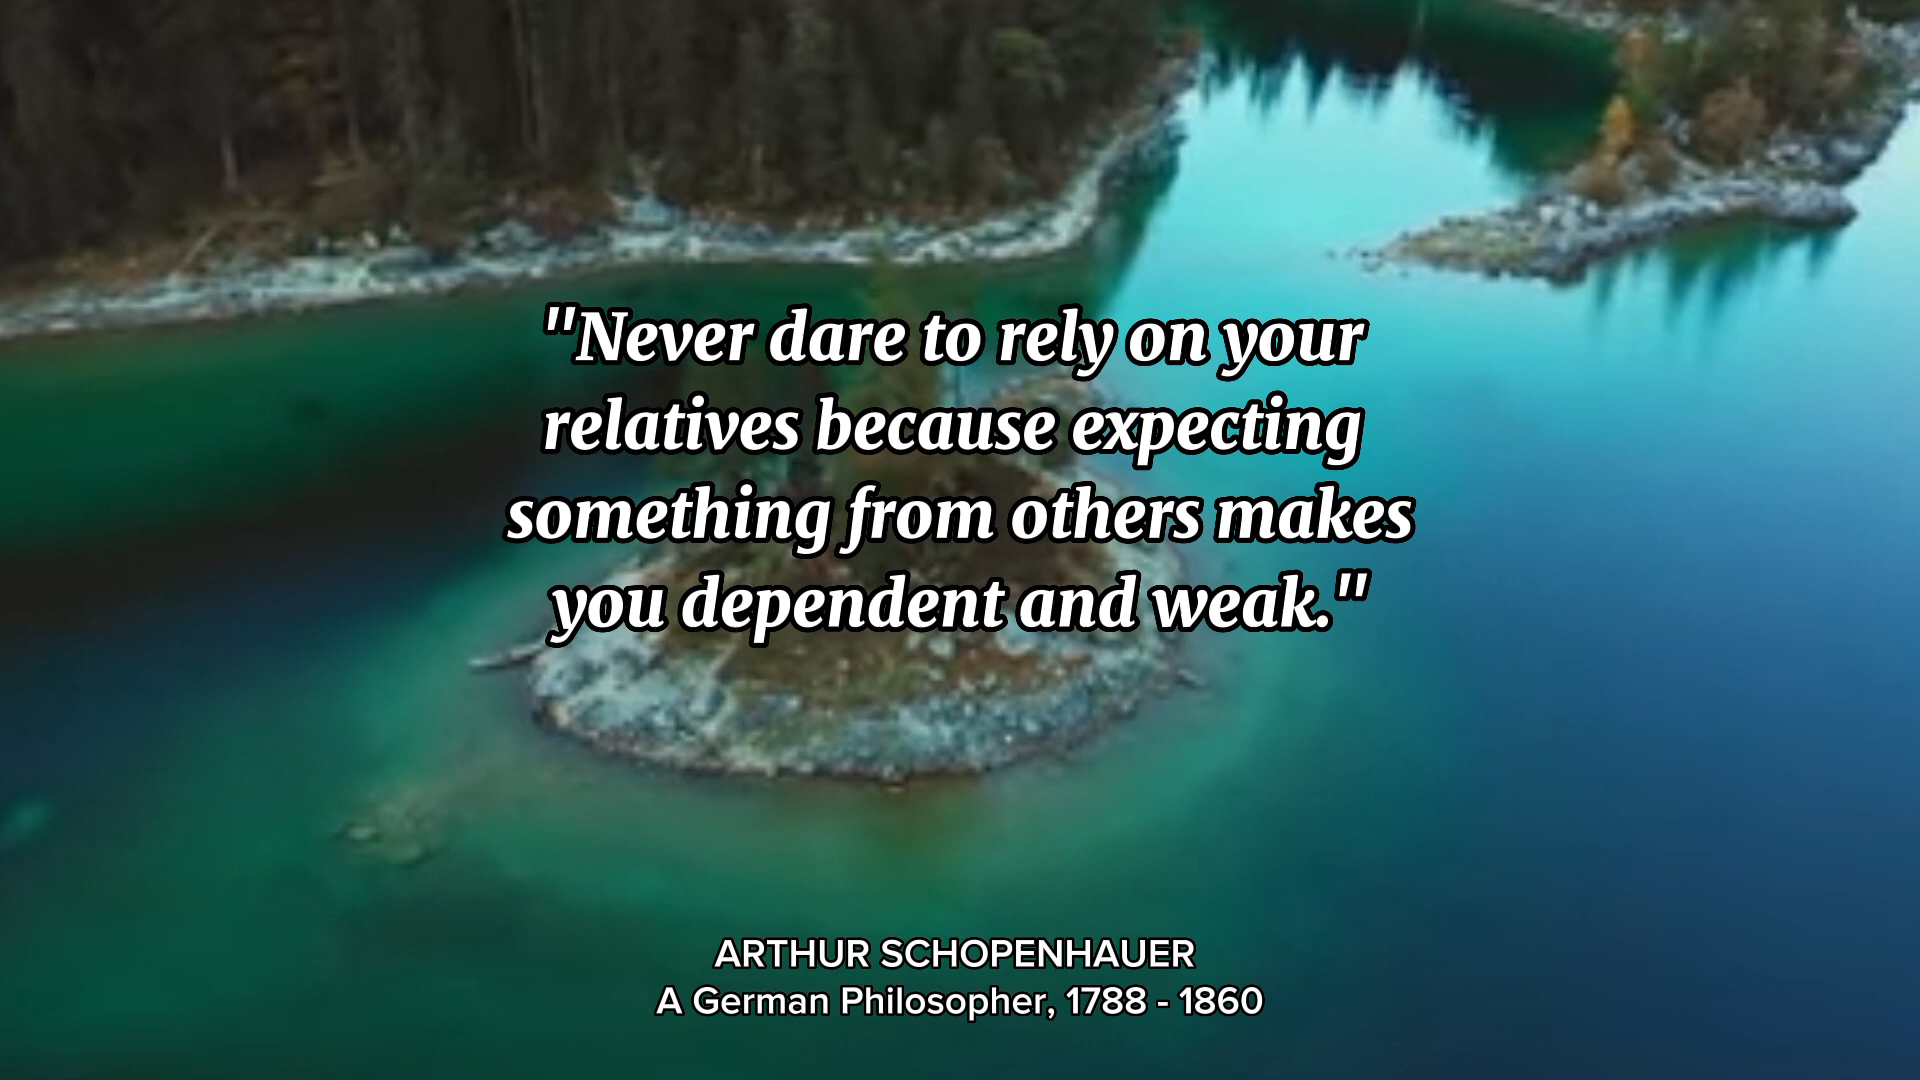 "Never dare to rely on your
relatives because expecting
something from others makes
you dependent and weak."
ARTHUR SCHOPENHAUER
A German Philosopher, 1788 - 1860